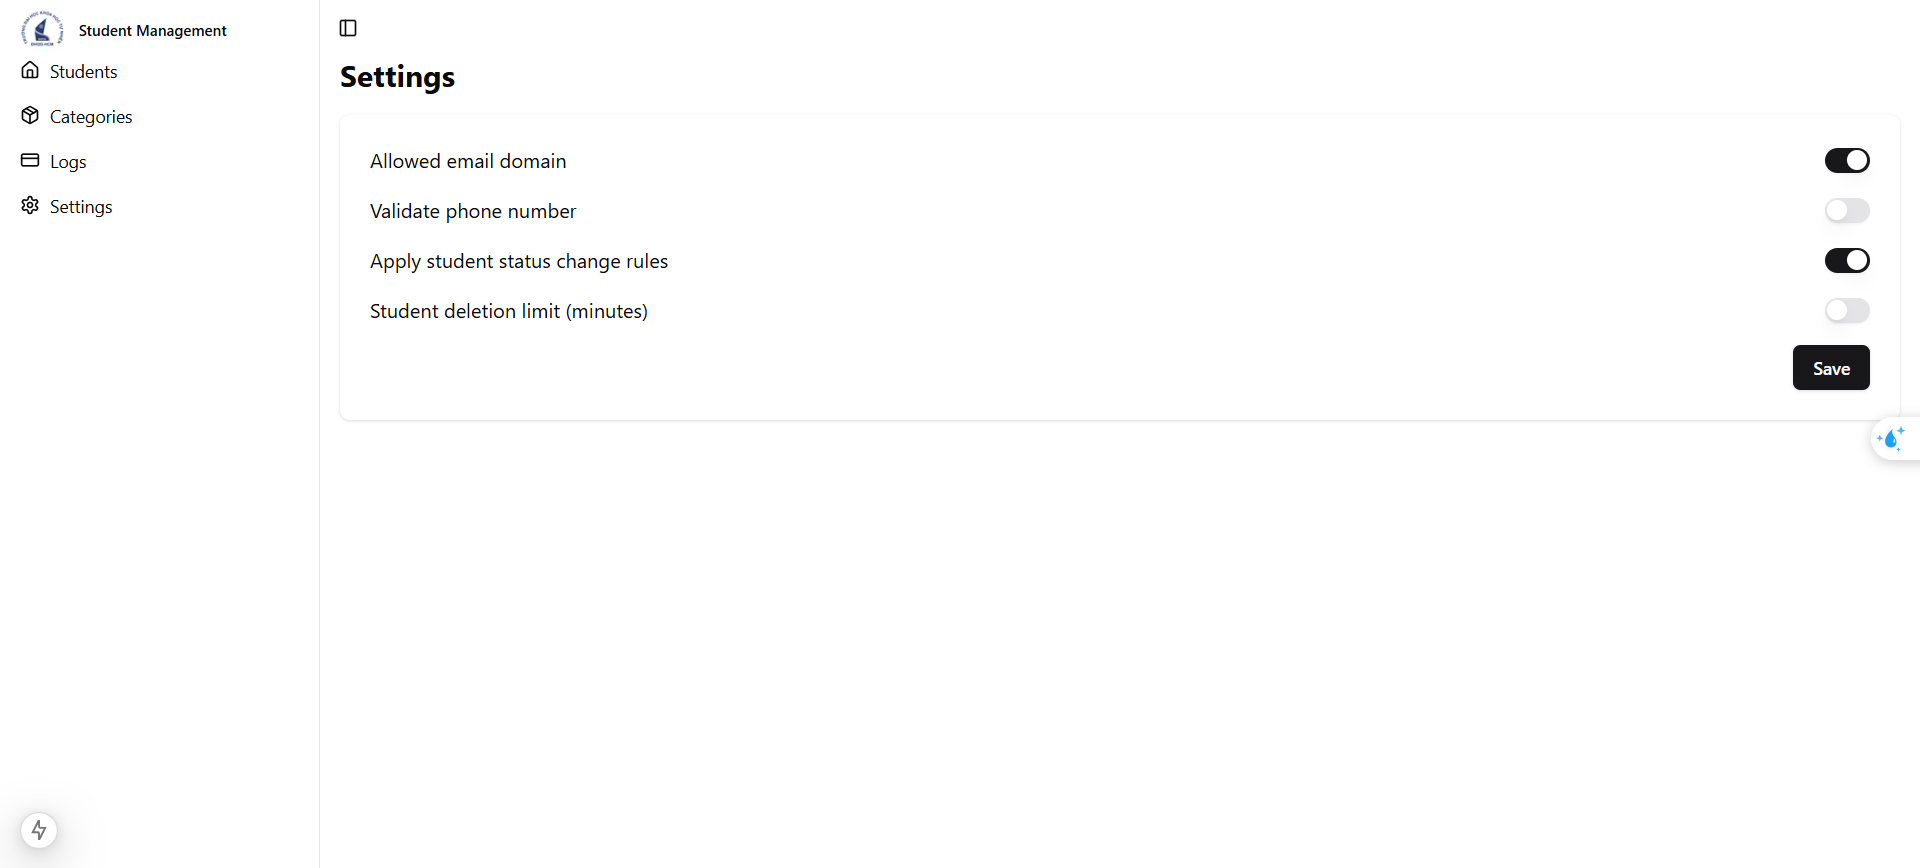 Student Management
Students
Categories
Logs
Settings
Settings
Allowed email domain
Validate phone number
Apply student status change rules
Student deletion limit (minutes)
Save